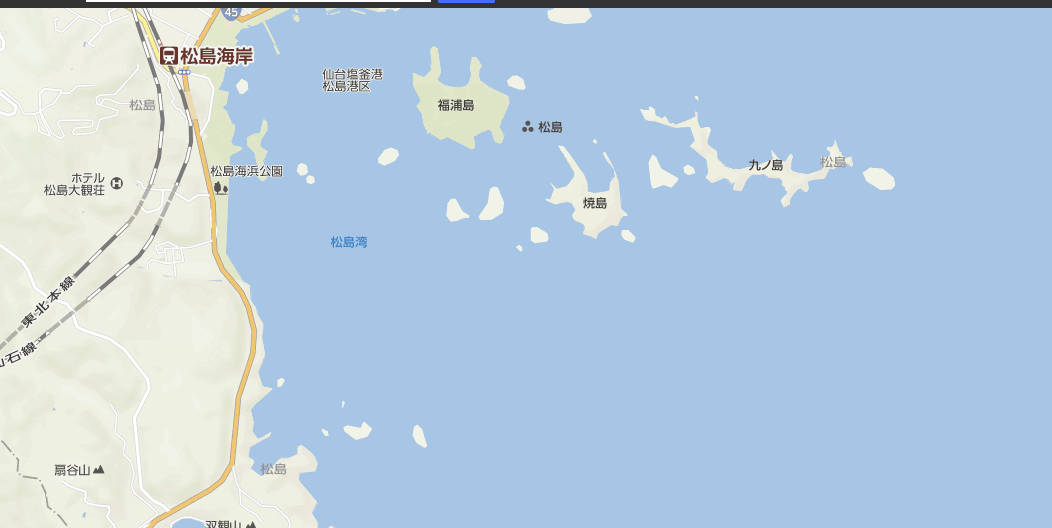 45
松島海岸
仙台塩釜港
松島港区
松島
福浦島
松島
九ノ島
松島
松島海浜公園
ホテル
松島大観荘
焼島
松島湾
東北本線
石線
扇谷山
松島
双観山